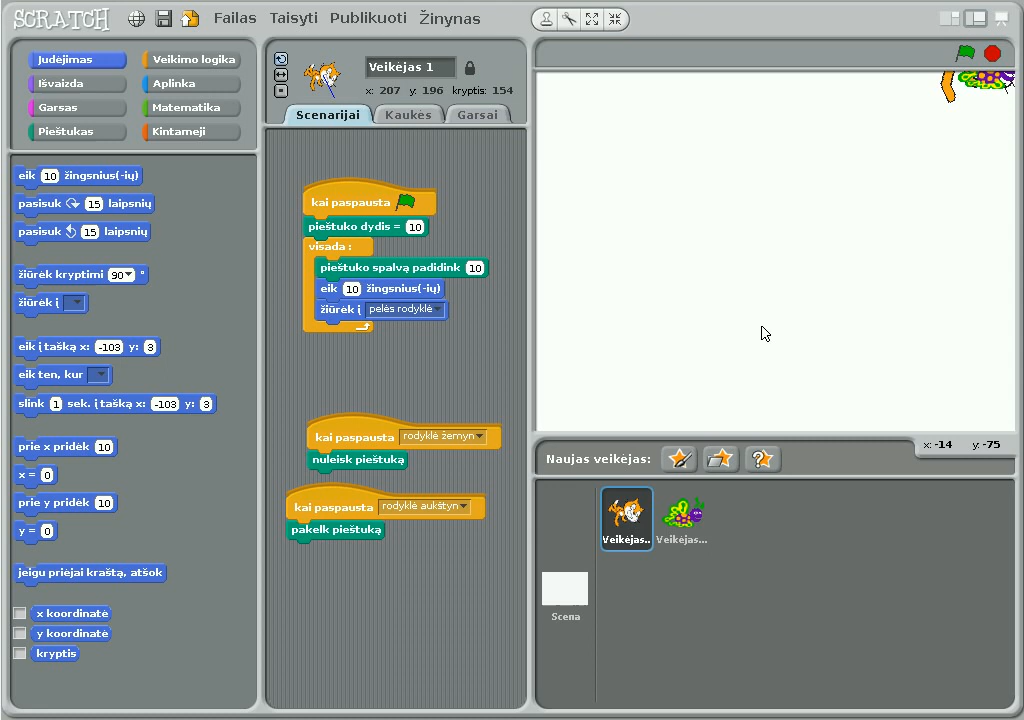 SCRATCH Failas Taisyti Publikuoti Žinynas
Judėjimas Veikimo logika
Išvaizda Aplinka
Garsas Matematika
Pieštukas Kintameji
eik 10 žingsnius(-ių)
pasisuk 15 laipsnių
pasisuk 15 laipsnių
žiūrėk kryptimi 90 °
žiūrėk į
eik į tašką x: -103 y: 3
eik ten, kur
slink 1 sek. į tašką x: -103 y: 3
prie x pridėk 10
x = 0
prie y pridėk 10
y = 0
jeigu priėjai kraštą, atšok
x koordinatė
y koordinatė
kryptis
Veikėjas 1
x: 207 y: 196 kryptis: 154
Scenarijai Kaukės Garsai
kai paspausta
pieštuko dydis = 10
visada :
pieštuko spalvą padidink 10
eik 10 žingsnius(-ių)
žiūrėk į pelės rodyklė
kai paspausta rodyklė žemyn
nuleisk pieštuką
kai paspausta rodyklė aukštyn
pakelk pieštuką
x: -14 y: -75
Naujas veikėjas:
Veikėjas.. Veikėjas...
Scena